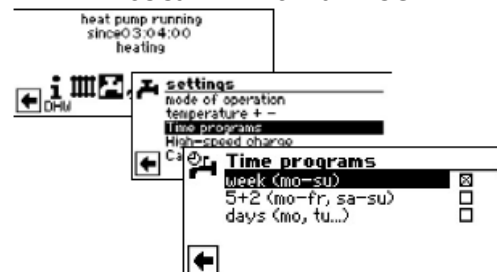 heat pump running
since03:04:00
heating
DHW
settings
mode of operation
temperature + -
Time programs
High-speed charge
Ca
Time programs
week (mo-su)
5+2 (mo-fr, sa-su)
days (mo, tu...)